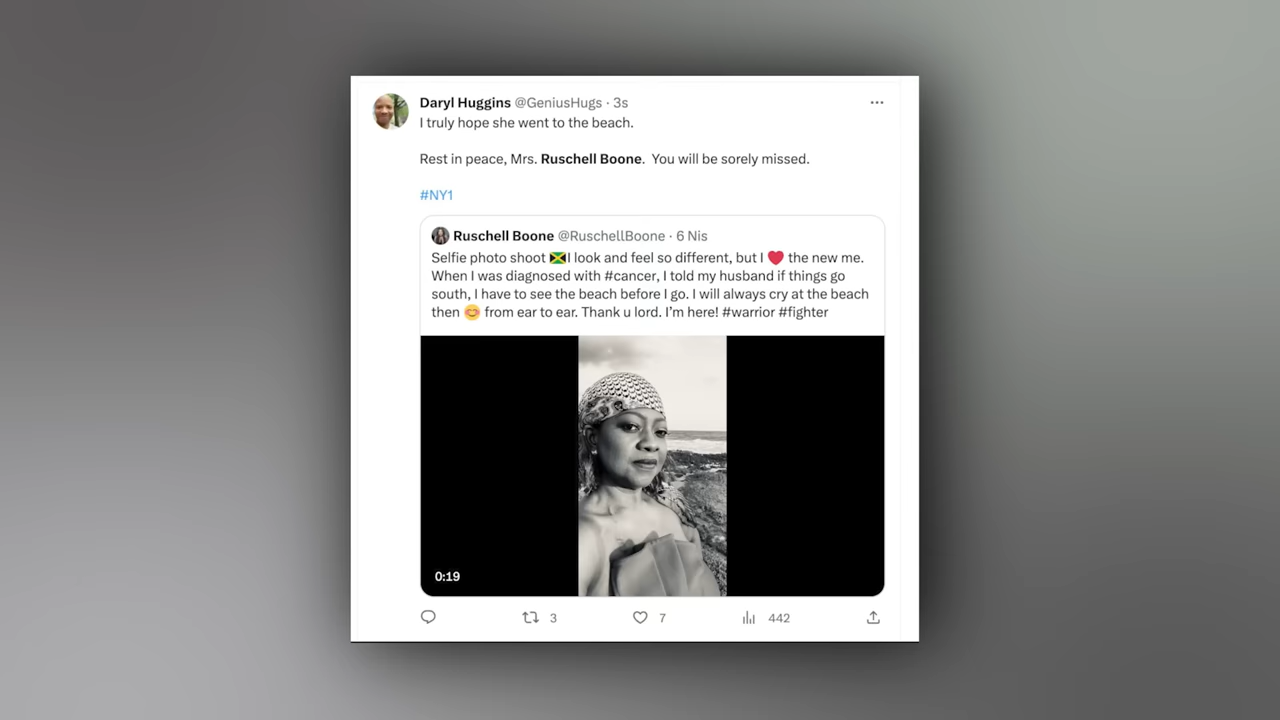 Daryl Huggins @GeniusHugs · 3s
I truly hope she went to the beach.
Rest in peace, Mrs. Ruschell Boone. You will be sorely missed.
#NY1
Ruschell Boone @RuschellBoone · 6 Nis
Selfie photo shoot 🇯🇲I look and feel so different, but I ❤️ the new me.
When I was diagnosed with #cancer, I told my husband if things go
south, I have to see the beach before I go. I will always cry at the beach
then 😊 from ear to ear. Thank u lord. I'm here! #warrior #fighter
0:19
3 7 442